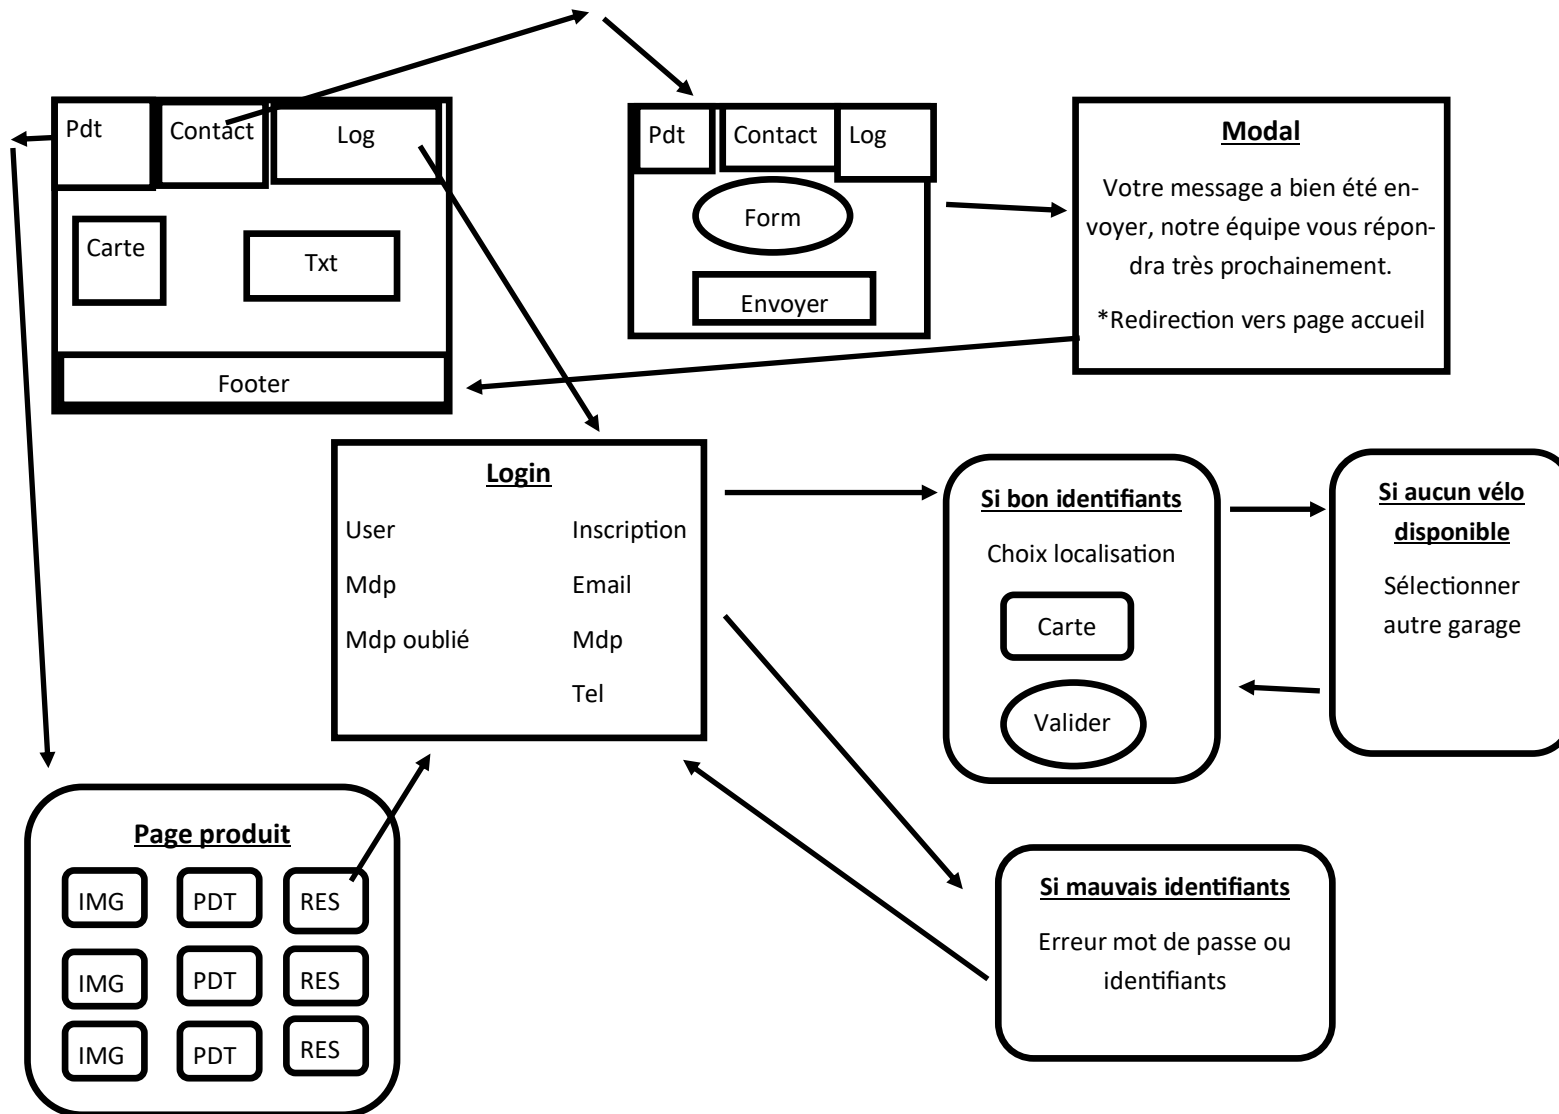 Pdt
Contact
Log
Carte
Txt
Footer
Pdt
Contact
Log
Form
Envoyer
Modal
Votre message a bien été en-
voyer, notre équipe vous répon-
dra très prochainement.
*Redirection vers page accueil
Login
User
Mdp
Mdp oublié
Inscription
Email
Mdp
Tel
Si bon identifiants
Choix localisation
Carte
Valider
Si aucun vélo
disponible
Sélectionner
autre garage
Page produit
IMG PDT RES
IMG PDT RES
IMG PDT RES
Si mauvais identifiants
Erreur mot de passe ou
identifiants